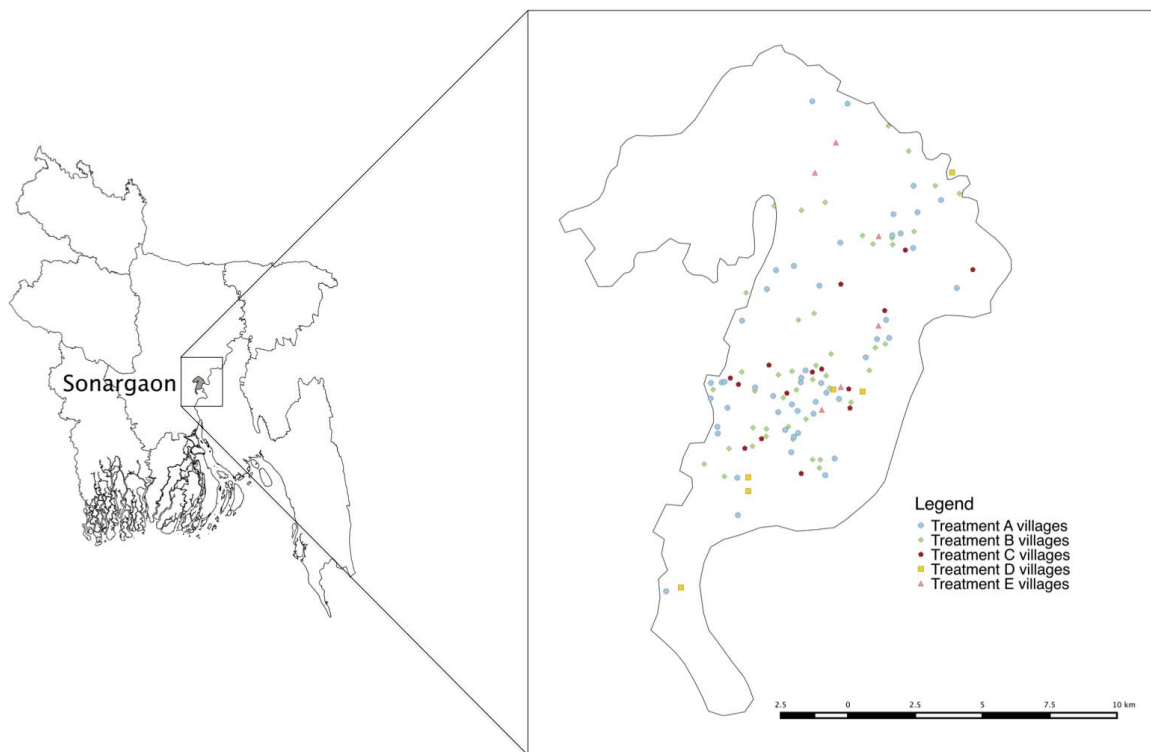 Sonargaon
Legend
Treatment A villages
Treatment B villages
Treatment C villages
Treatment D villages
Treatment E villages
2.5 0 2.5 5 7.5 10 km